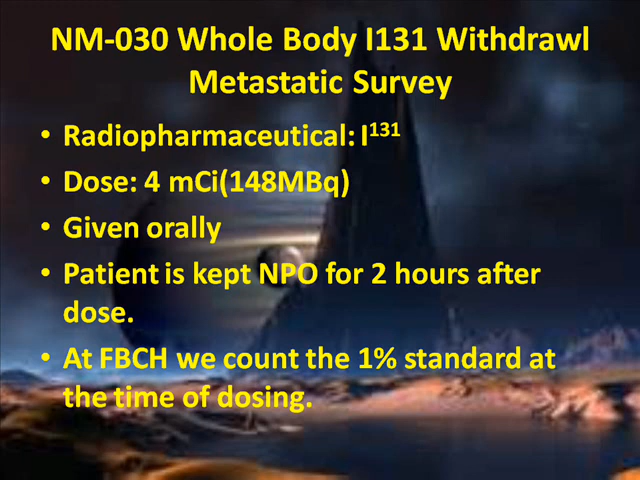 NM-030 Whole Body I131 Withdrawl
Metastatic Survey
• Radiopharmaceutical: I¹³¹
• Dose: 4 mCi(148MBq)
• Given orally
• Patient is kept NPO for 2 hours after
dose.
• At FBCH we count the 1% standard at
the time of dosing.